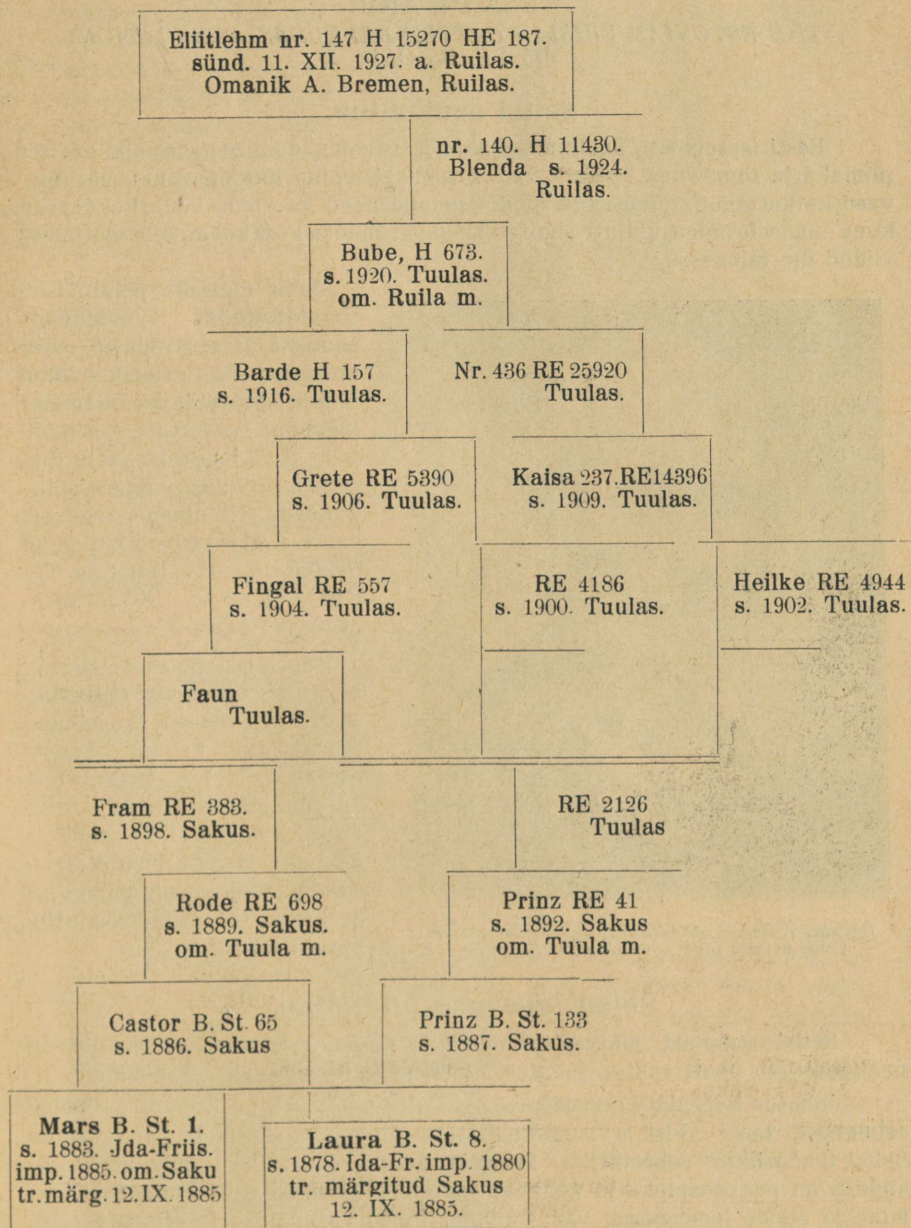 Eliitlehm nr. 147 H 15270 HE 187.
sünd. 11. XII. 1927. a. Ruilas.
Omanik A. Bremen, Ruilas.
nr. 140. H 11430.
Blenda s. 1924.
Ruilas.
Bube, H 673.
s. 1920. Tuulas.
om. Ruila m.
Barde H 157
s. 1916. Tuulas.
Nr. 436 RE 25920
Tuulas.
Grete RE 5390
s. 1906. Tuulas.
Kaisa 237. RE 14396
s. 1909. Tuulas.
Fingal RE 557
s. 1904. Tuulas.
RE 4186
s. 1900. Tuulas.
Heilke RE 4944
s. 1902. Tuulas.
Faun
Tuulas.
Fram RE 383.
s. 1898. Sakus.
RE 2126
Tuulas
Rode RE 698
s. 1889. Sakus.
om. Tuula m.
Prinz RE 41
s. 1892. Sakus
om. Tuula m.
Castor B. St. 65
s. 1886. Sakus
Prinz B. St. 133
s. 1887. Sakus.
Mars B. St. 1.
s. 1883. Jda-Friis.
imp. 1885. om. Saku
tr. märg. 12. IX. 1885
Laura B. St. 8.
s. 1878. Ida-Fr. imp. 1880
tr. märgitud Sakus
12. IX. 1885.